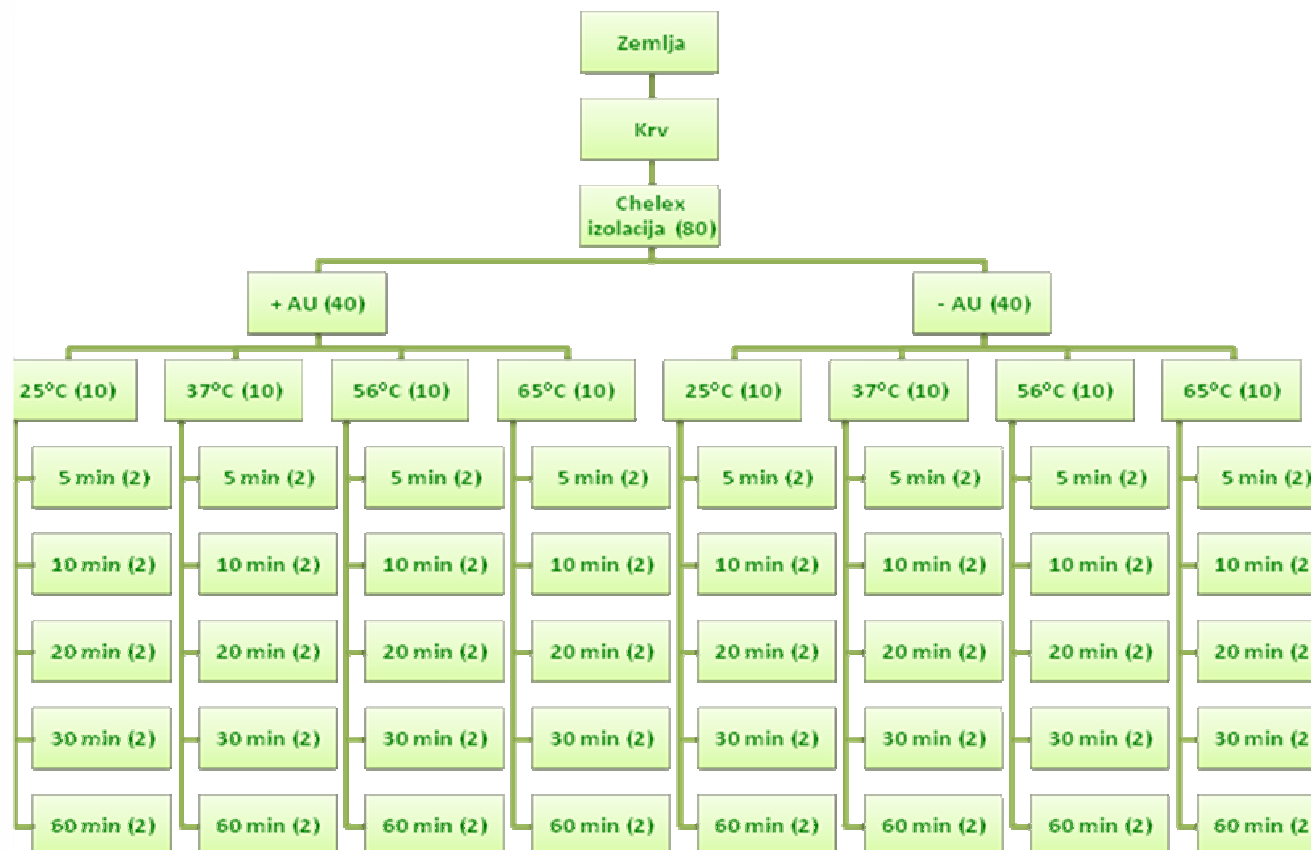 Zemlja
Krv
Chelex
izolacija (80)
+ AU (40) - AU (40)
25°C (10) 37°C (10) 56°C (10) 65°C (10) 25°C (10) 37°C (10) 56°C (10) 65°C (10)
5 min (2) 5 min (2) 5 min (2) 5 min (2) 5 min (2) 5 min (2) 5 min (2) 5 min (2)
10 min (2) 10 min (2) 10 min (2) 10 min (2) 10 min (2) 10 min (2) 10 min (2) 10 min (2
20 min (2) 20 min (2) 20 min (2) 20 min (2) 20 min (2) 20 min (2) 20 min (2) 20 min (2
30 min (2) 30 min (2) 30 min (2) 30 min (2) 30 min (2) 30 min (2) 30 min (2) 30 min (2
60 min (2) 60 min (2) 60 min (2) 60 min (2) 60 min (2) 60 min (2) 60 min (2) 60 min (2